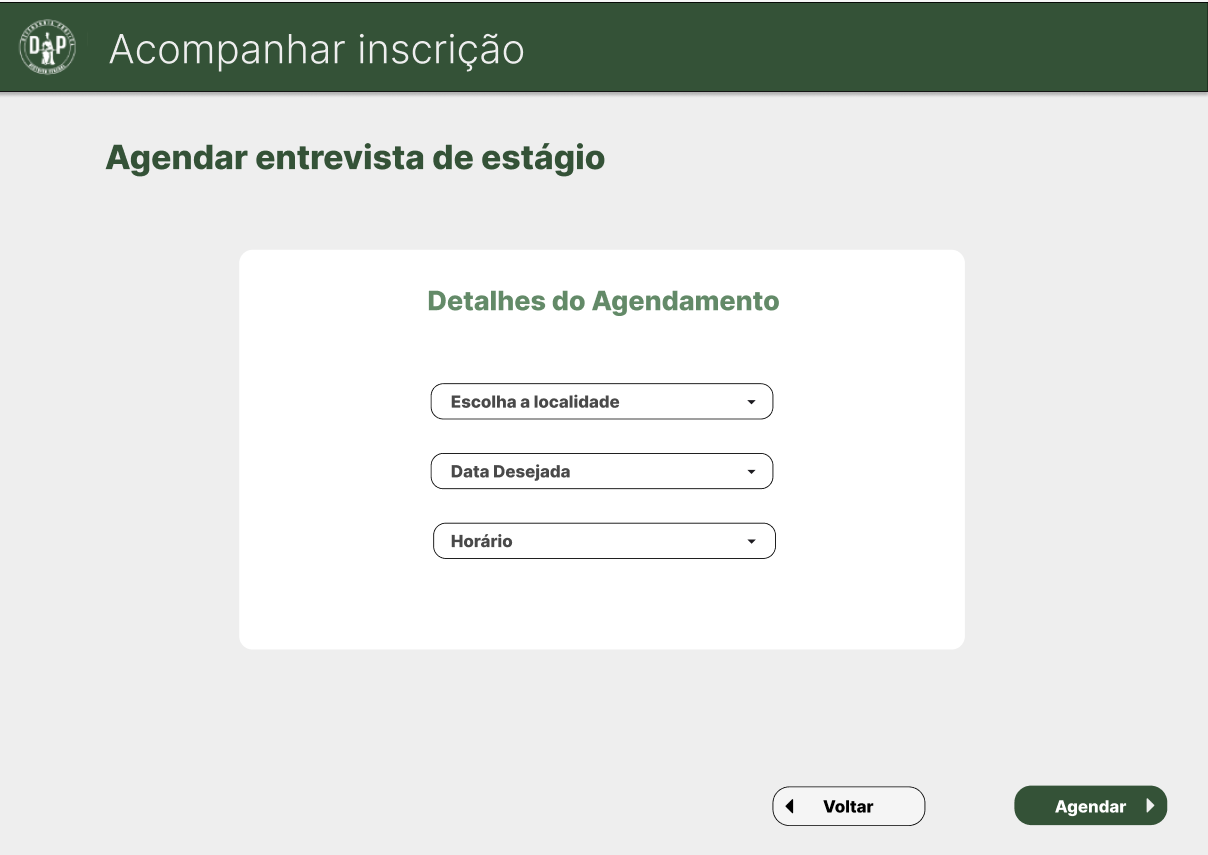 DP
Acompanhar inscrição
Agendar entrevista de estágio
Detalhes do Agendamento
Escolha a localidade
Data Desejada
Horário
Voltar
Agendar